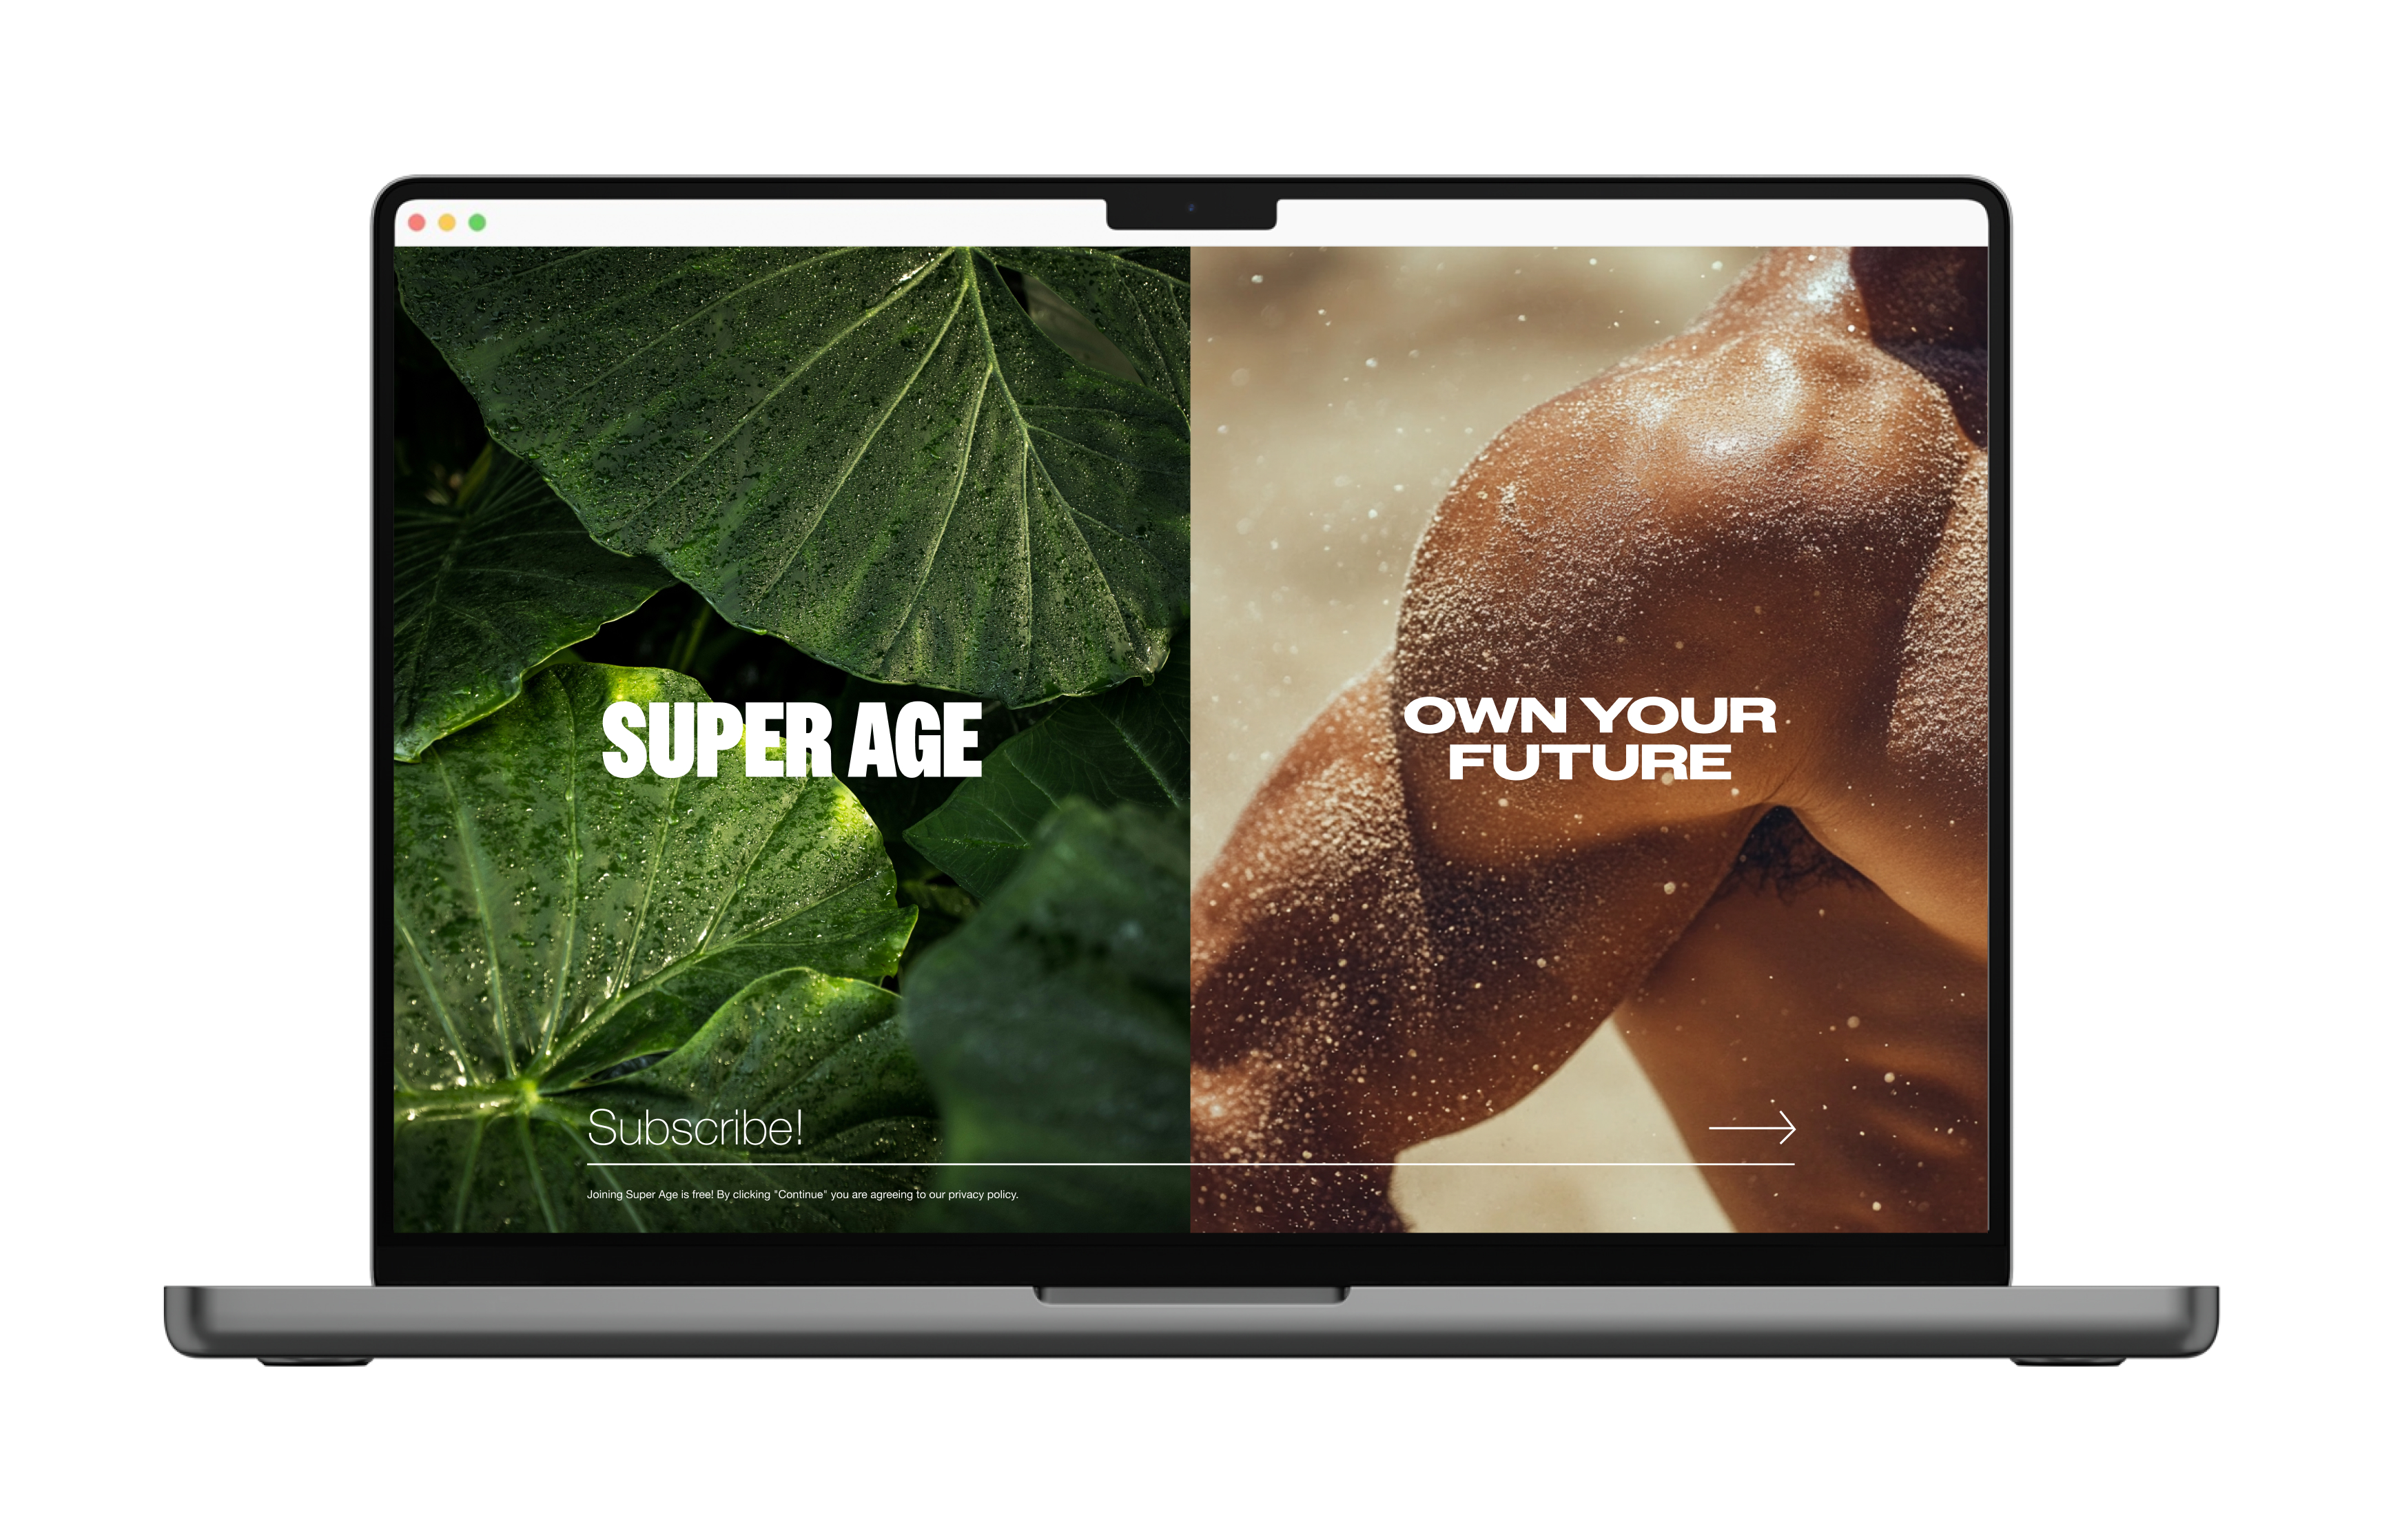 SUPER AGE
OWN YOUR
FUTURE
Subscribe!
Joining Super Age is free! By clicking "Continue" you are agreeing to our privacy policy.